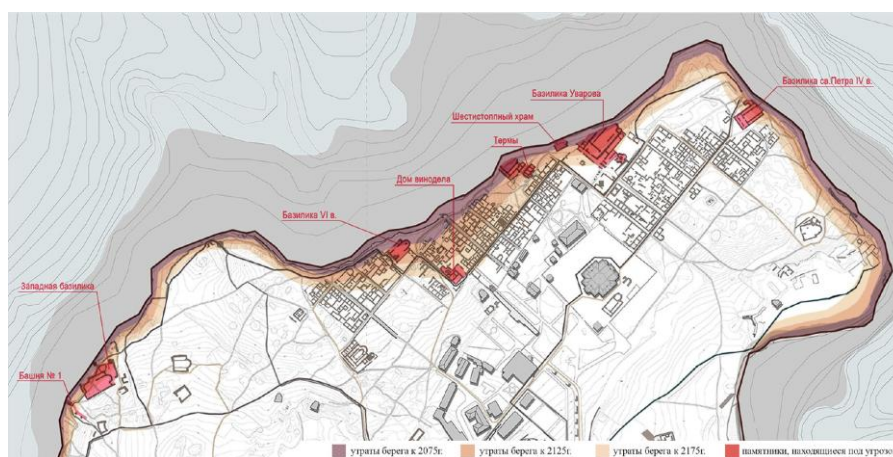 Базилика св.Петра IV в.
Базилика Уварова
Шестистолпный храм
Термы
Дом винодела
Базилика VI в.
Западная базилика
Башня № 1
утраты берега к 2075г.
утраты берега к 2125г.
утраты берега к 2175г.
памятники, находящиеся под угрозо